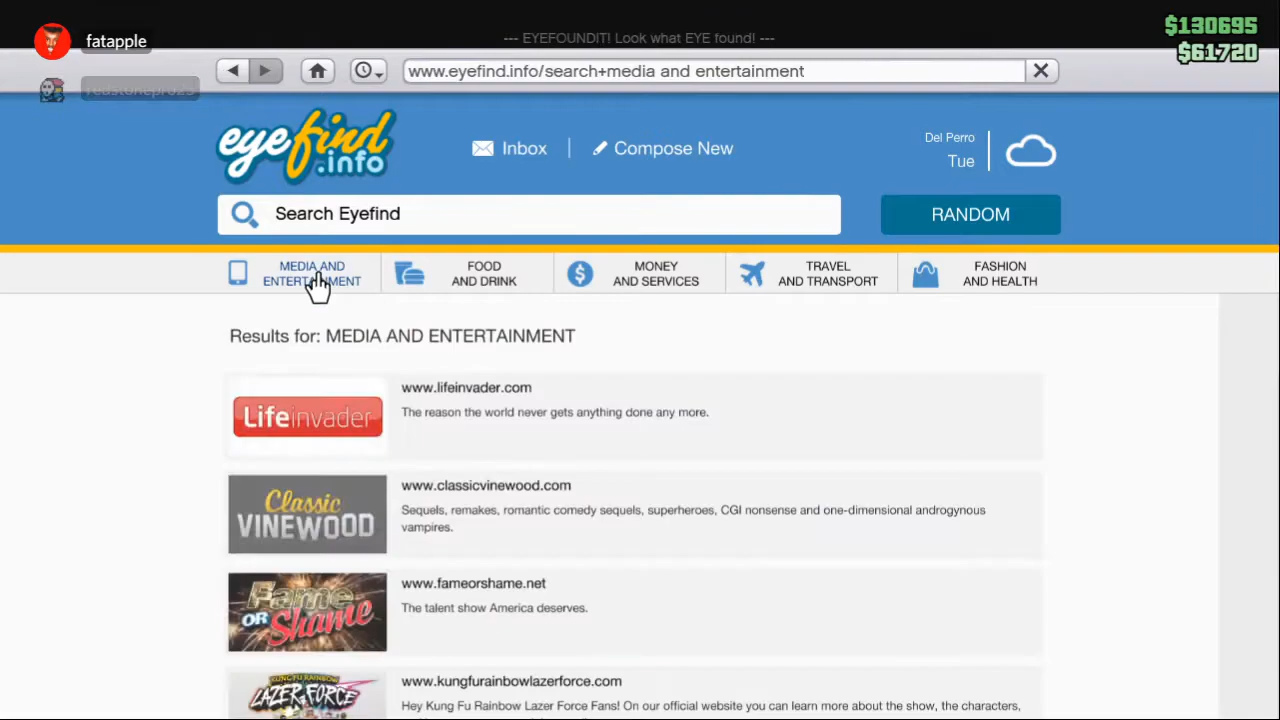 fatapple
redstonepro25
--- EYEFOUNDIT! Look what EYE found! ---
$130695
$61720
www.eyefind.info/search+media and entertainment
eyefind
.info
Inbox
Compose New
Del Perro
Tue
Search Eyefind
RANDOM
MEDIA AND
ENTERTAINMENT
FOOD
AND DRINK
MONEY
AND SERVICES
TRAVEL
AND TRANSPORT
FASHION
AND HEALTH
Results for: MEDIA AND ENTERTAINMENT
Lifeinvader
www.lifeinvader.com
The reason the world never gets anything done any more.
Classic
VINEWOOD
www.classicvinewood.com
Sequels, remakes, romantic comedy sequels, superheroes, CGI nonsense and one-dimensional androgynous
vampires.
Fame
OR Shame
www.fameorshame.net
The talent show America deserves.
KUNG FU RAINBOW
LAZER FORCE
www.kungfurainbowlazerforce.com
Hey Kung Fu Rainbow Lazer Force Fans! On our official website you can learn more about the show, the characters,